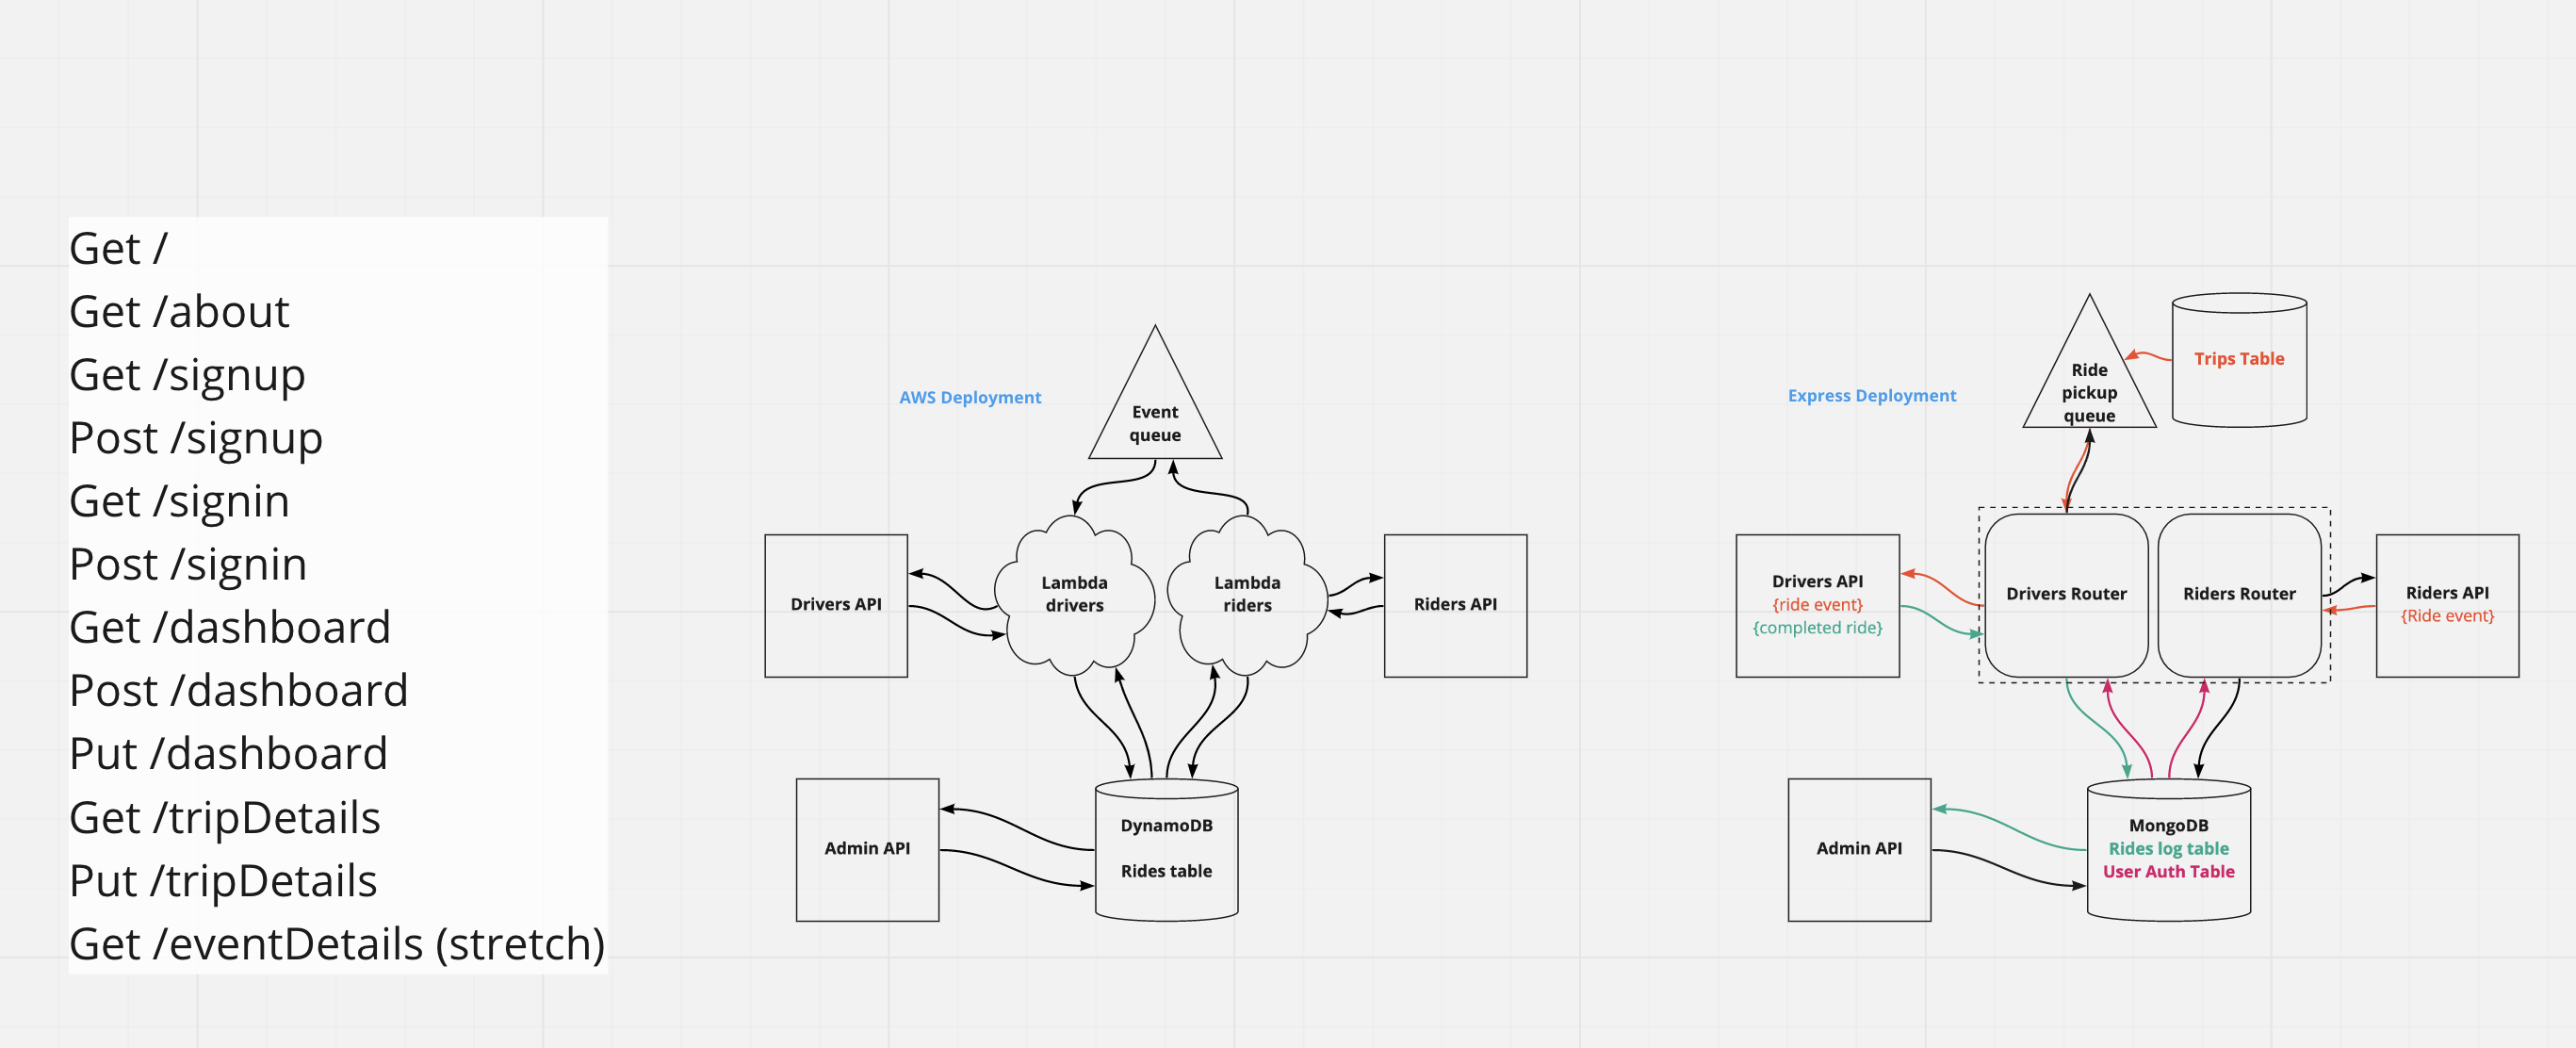 Get /
Get /about
Get /signup
Post /signup
Get /signin
Post /signin
Get /dashboard
Post /dashboard
Put /dashboard
Get /tripDetails
Put /tripDetails
Get /eventDetails (stretch)
AWS Deployment
Event
queue
Drivers API
Lambda
drivers
Lambda
riders
Riders API
Admin API
DynamoDB
Rides table
Express Deployment
Ride
pickup
queue
Trips Table
Drivers API
{ride event}
{completed ride}
Drivers Router
Riders Router
Riders API
{Ride event}
Admin API
MongoDB
Rides log table
User Auth Table